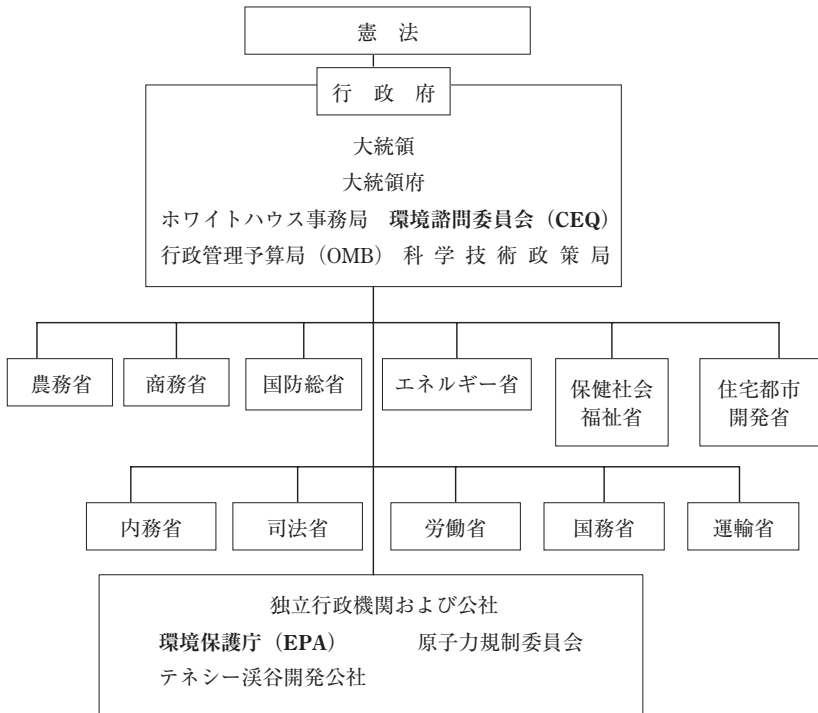 憲 法
行 政 府
大統領
大統領府
ホワイトハウス事務局 環境諮問委員会（CEQ）
行政管理予算局（OMB） 科 学 技 術 政 策 局
農務省
商務省
国防総省
エネルギー省
保健社会
福祉省
住宅都市
開発省
内務省
司法省
労働省
国務省
運輸省
独立行政機関および公社
環境保護庁（EPA） 原子力規制委員会
テネシー渓谷開発公社